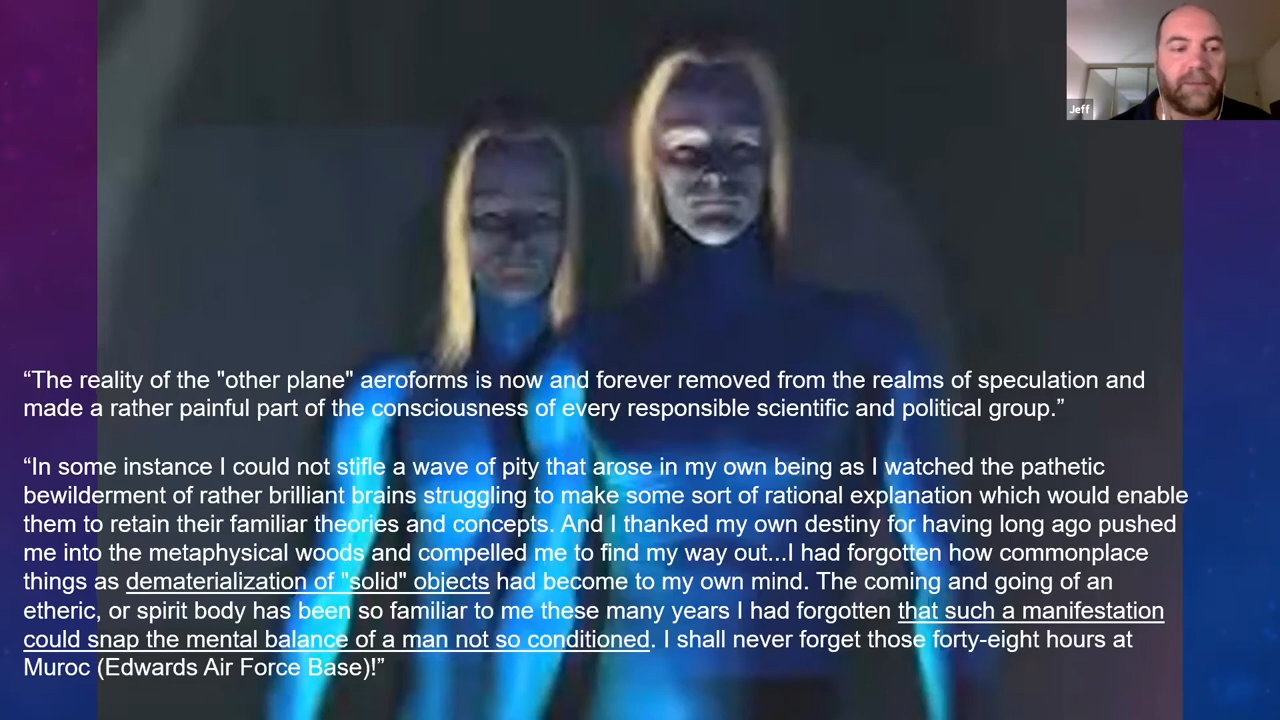 Jeff
“The reality of the "other plane" aeroforms is now and forever removed from the realms of speculation and
made a rather painful part of the consciousness of every responsible scientific and political group.”
“In some instance I could not stifle a wave of pity that arose in my own being as I watched the pathetic
bewilderment of rather brilliant brains struggling to make some sort of rational explanation which would enable
them to retain their familiar theories and concepts. And I thanked my own destiny for having long ago pushed
me into the metaphysical woods and compelled me to find my way out...I had forgotten how commonplace
things as dematerialization of "solid" objects had become to my own mind. The coming and going of an
etheric, or spirit body has been so familiar to me these many years I had forgotten that such a manifestation
could snap the mental balance of a man not so conditioned. I shall never forget those forty-eight hours at
Muroc (Edwards Air Force Base)!”